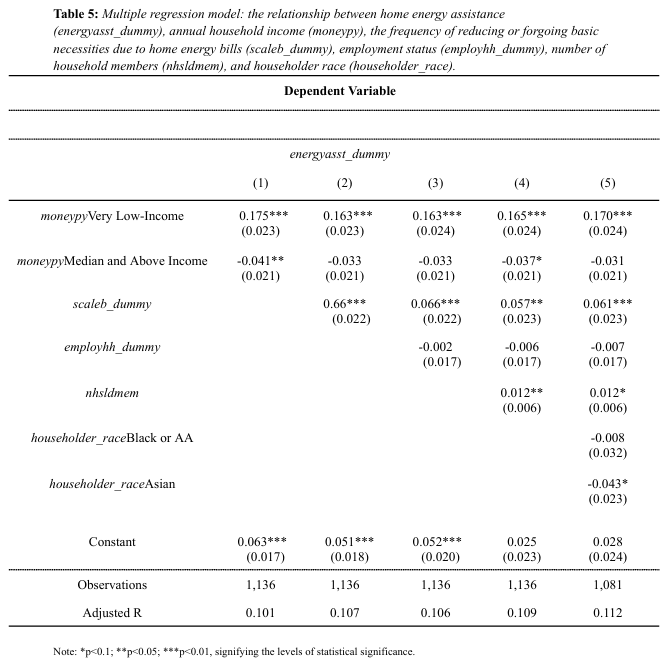 Table 5: Multiple regression model: the relationship between home energy assistance
(energyasst_dummy), annual household income (moneypy), the frequency of reducing or forgoing basic
necessities due to home energy bills (scaleb_dummy), employment status (employhh_dummy), number of
household members (nhsldmem), and householder race (householder_race).
Dependent Variable
energyasst_dummy
(1) (2) (3) (4) (5)
moneypyVery Low-Income 0.175*** 0.163*** 0.163*** 0.165*** 0.170***
(0.023) (0.023) (0.024) (0.024) (0.024)
moneypyMedian and Above Income -0.041** -0.033 -0.033 -0.037* -0.031
(0.021) (0.021) (0.021) (0.021) (0.021)
scaleb_dummy 0.66*** 0.066*** 0.057** 0.061***
(0.022) (0.022) (0.023) (0.023)
employhh_dummy -0.002 -0.006 -0.007
(0.017) (0.017) (0.017)
nhsldmem 0.012** 0.012*
(0.006) (0.006)
householder_raceBlack or AA -0.008
(0.032)
householder_raceAsian -0.043*
(0.023)
Constant 0.063*** 0.051*** 0.052*** 0.025 0.028
(0.017) (0.018) (0.020) (0.023) (0.024)
Observations 1,136 1,136 1,136 1,136 1,081
Adjusted R 0.101 0.107 0.106 0.109 0.112
Note: *p<0.1; **p<0.05; ***p<0.01, signifying the levels of statistical significance.